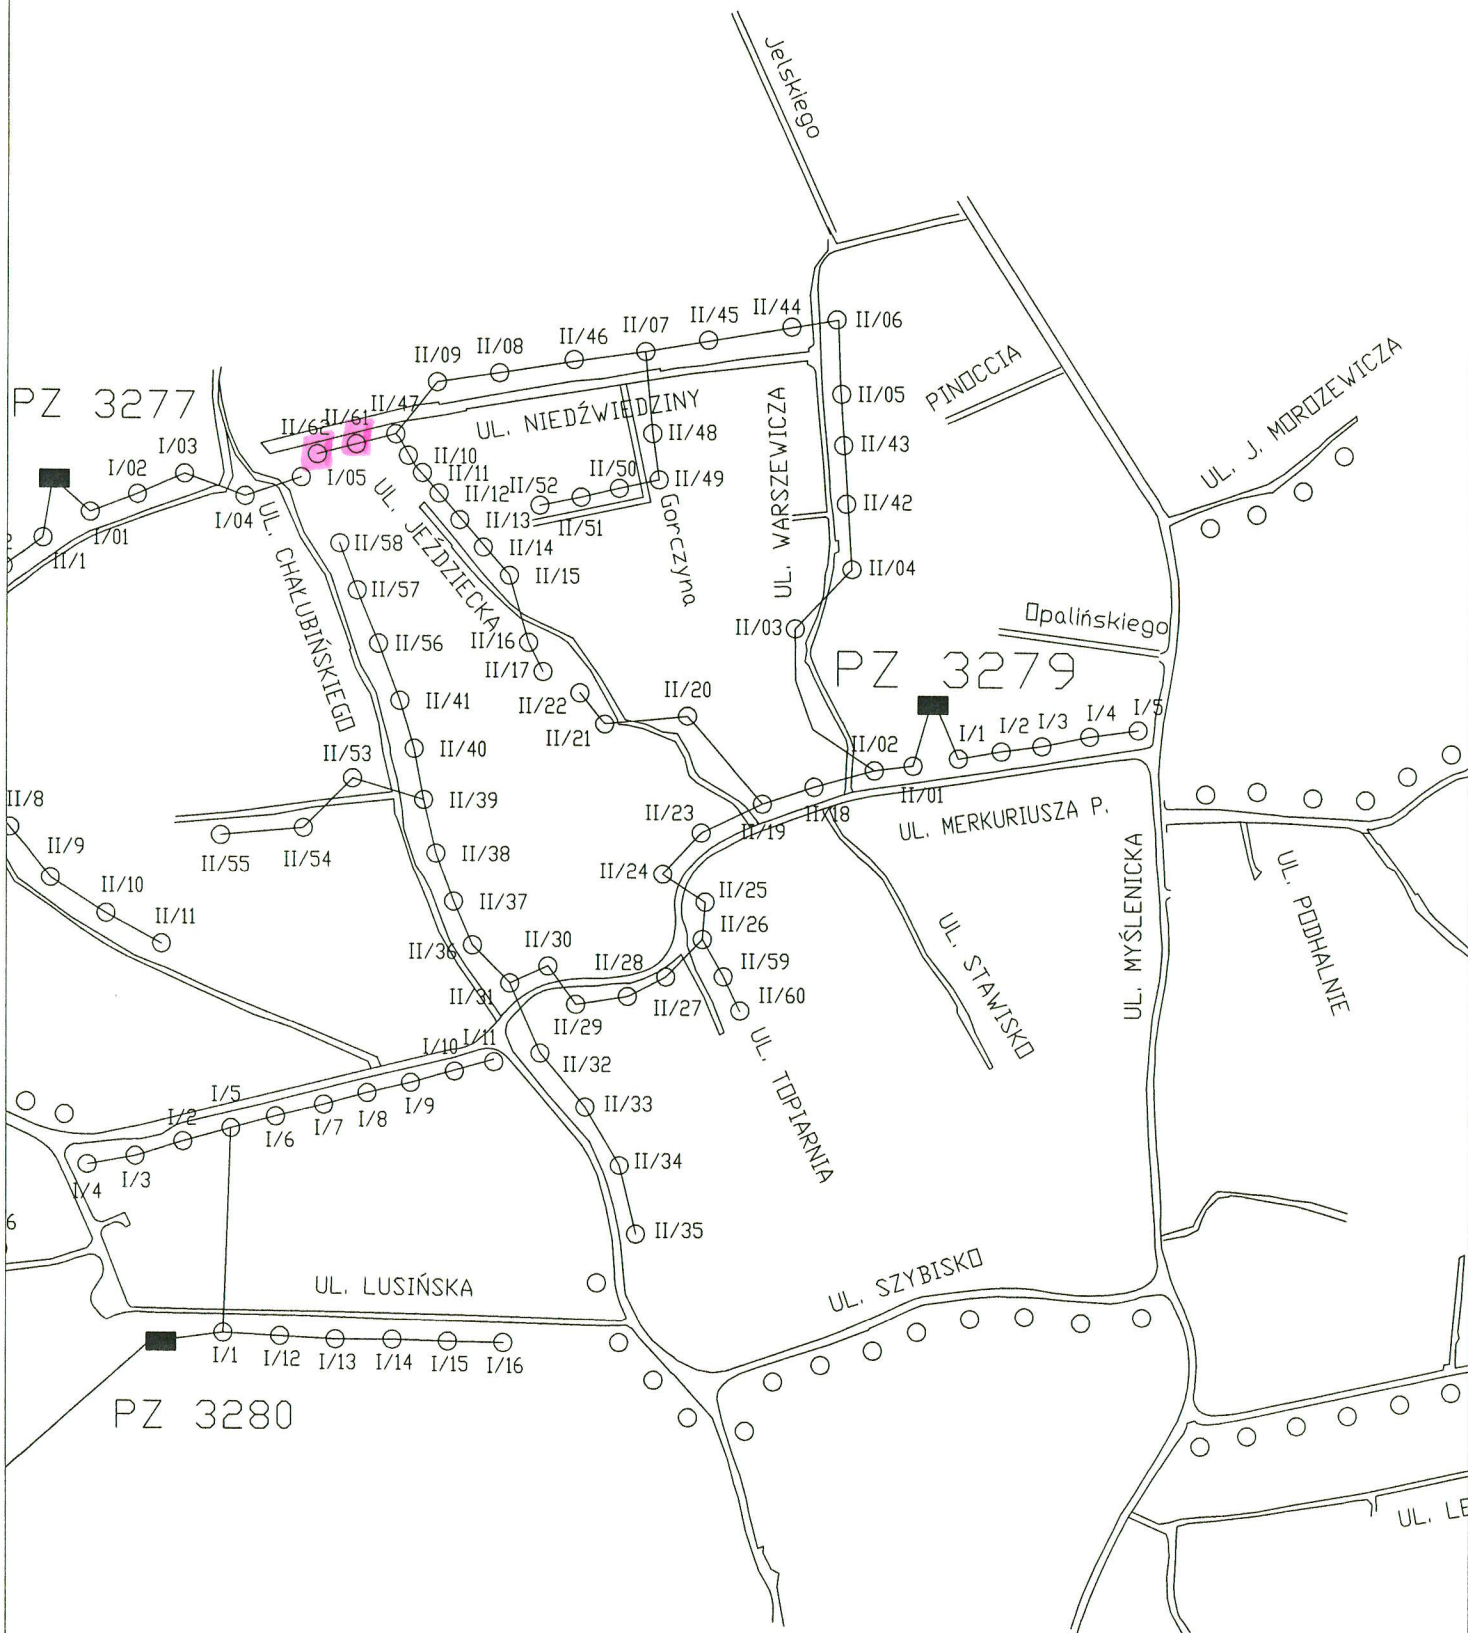 Jelskiego
II/44
II/06
II/45
II/07
II/46
II/08
II/09
II/47
II/61
II/62
PZ 3277
I/03
I/02
I/01
I/04
I/05
II/1
UL. NIEDŹWIEDZINY
PINOCCIA
UL. J. MOROZEWICZA
II/05
II/43
II/42
II/04
II/03
UL. WARSZEWICZA
II/48
II/49
II/50
II/51
II/52
Gorczyna
II/10
II/11
II/12
II/13
II/14
II/15
II/16
II/17
UL. JEŹDZIECKA
UL. CHAŁUBIŃSKIEGO
II/58
II/57
II/56
II/41
II/40
II/39
II/53
II/54
II/55
II/38
II/37
II/36
II/22
II/21
II/20
Opalińskiego
PZ 3279
I/1
I/2
I/3
I/4
I/5
II/02
II/01
II/18
II/19
II/23
II/24
II/25
II/26
II/59
II/60
II/27
II/28
II/29
II/30
II/31
II/32
II/33
II/34
II/35
UL. MERKURIUSZA P.
UL. MYŚLENICKA
UL. PODHALNIE
UL. STAWISKO
UL. TOPIARNIA
II/8
II/9
II/10
II/11
I/11
I/10
I/9
I/8
I/7
I/6
I/5
I/2
I/3
I/4
6
UL. LUSIŃSKA
UL. SZYBISKO
I/1
I/12
I/13
I/14
I/15
I/16
PZ 3280
UL. LE